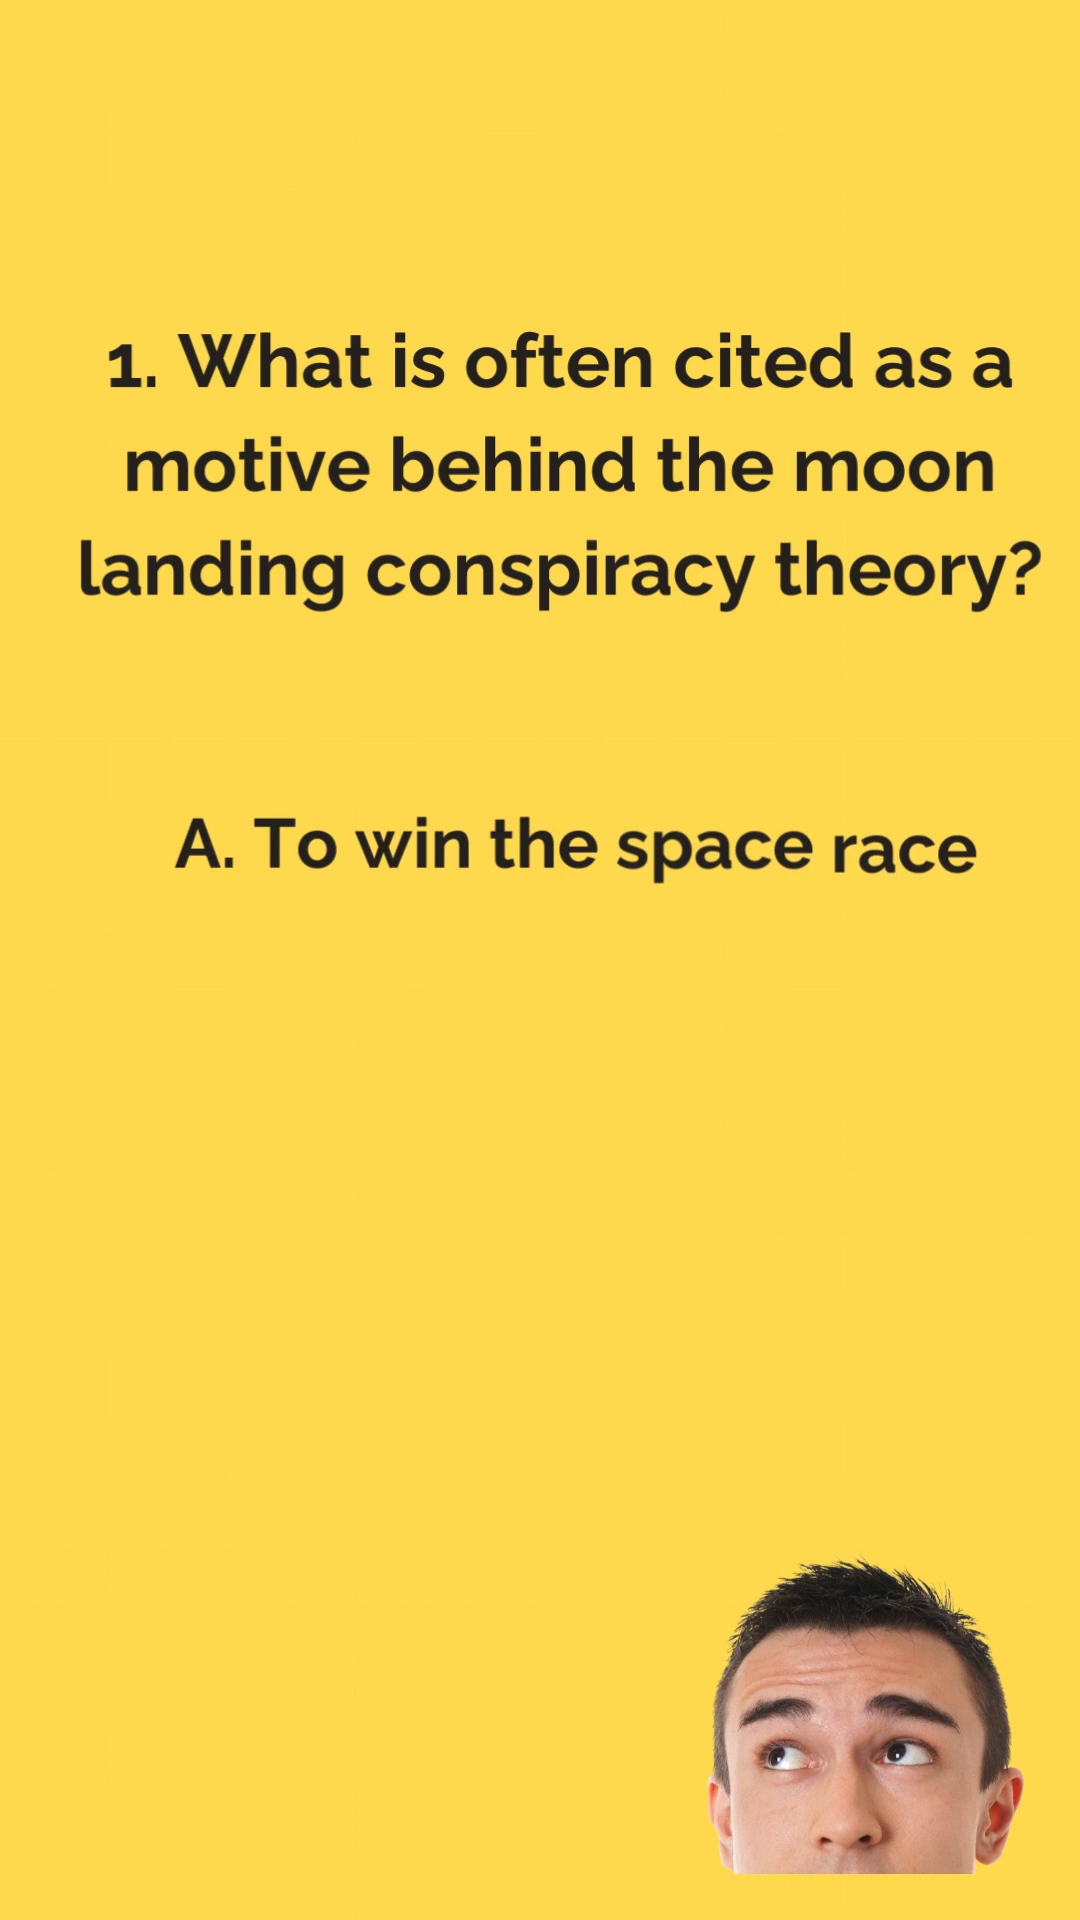 1. What is often cited as a
motive behind the moon
landing conspiracy theory?
A. To win the space race